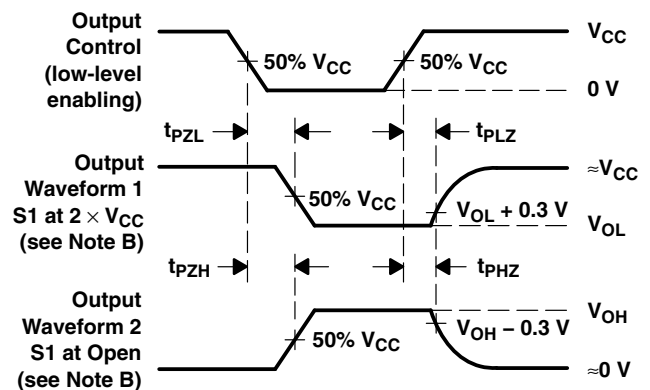 Output
Control
(low-level
enabling)
50% VCC
50% VCC
VCC
0 V
tPZL
tPLZ
Output
Waveform 1
S1 at 2 × VCC
(see Note B)
50% VCC
VOL + 0.3 V
≈VCC
VOL
tPZH
tPHZ
Output
Waveform 2
S1 at Open
(see Note B)
50% VCC
VOH − 0.3 V
VOH
≈0 V